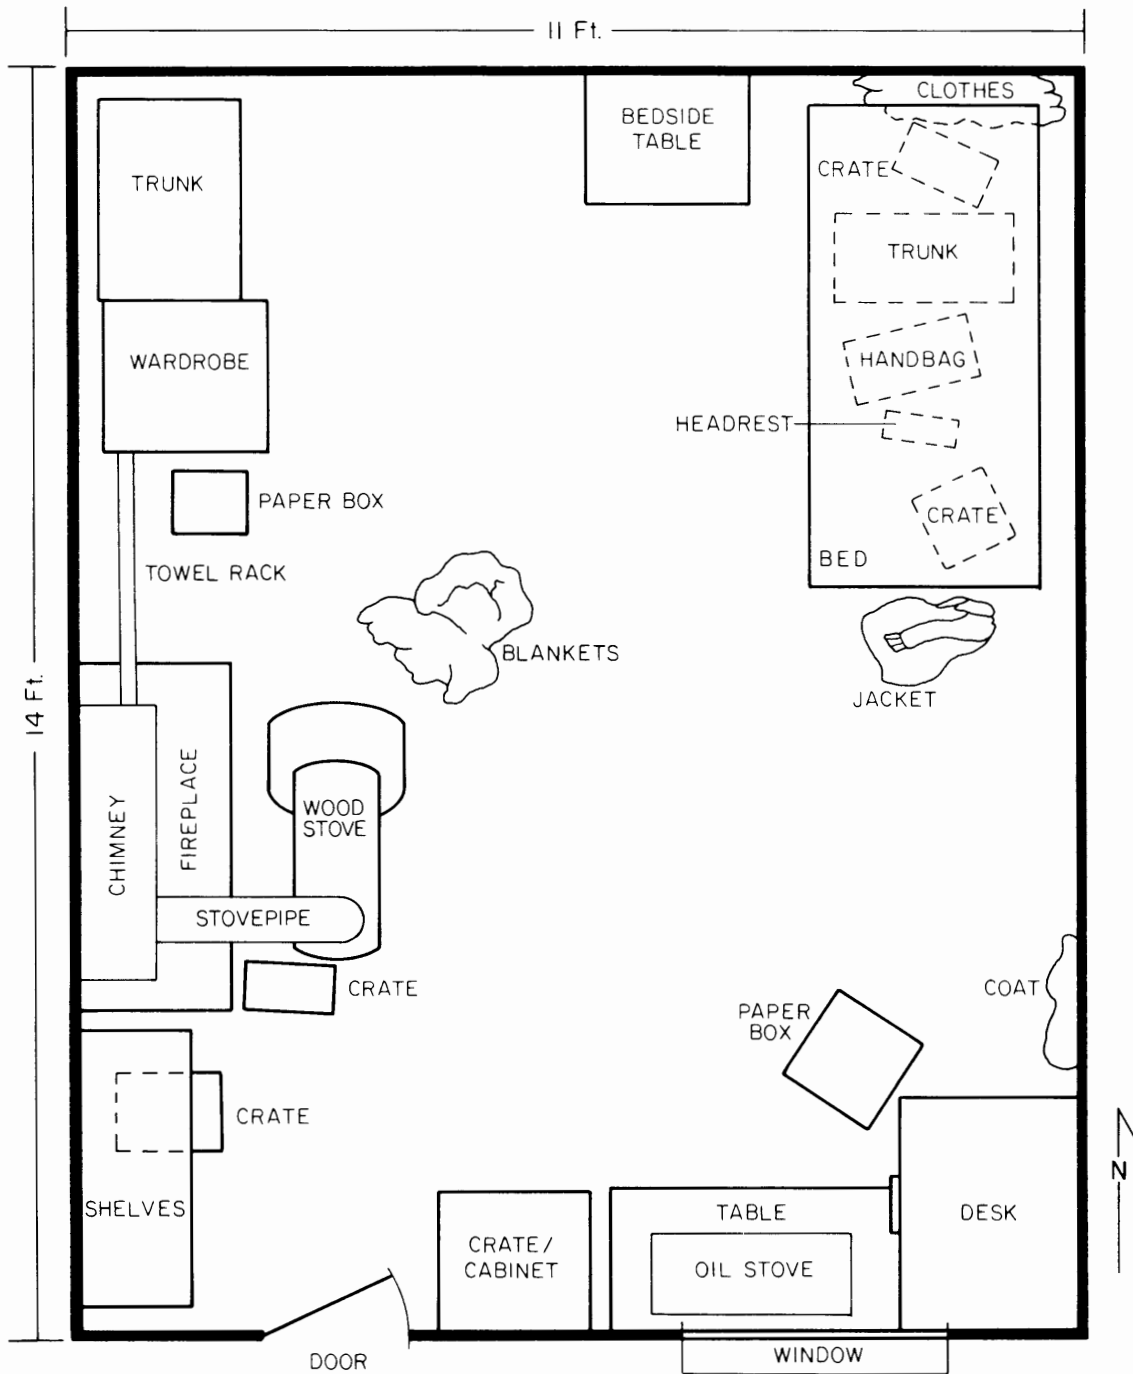 11 Ft.
CLOTHES
BEDSIDE
TABLE
CRATE
TRUNK
TRUNK
WARDROBE
HANDBAG
HEADREST
PAPER BOX
CRATE
BED
TOWEL RACK
BLANKETS
JACKET
14 Ft.
CHIMNEY
FIREPLACE
WOOD
STOVE
STOVEPIPE
CRATE
COAT
PAPER
BOX
CRATE
SHELVES
N
TABLE
DESK
CRATE/
CABINET
OIL STOVE
DOOR
WINDOW